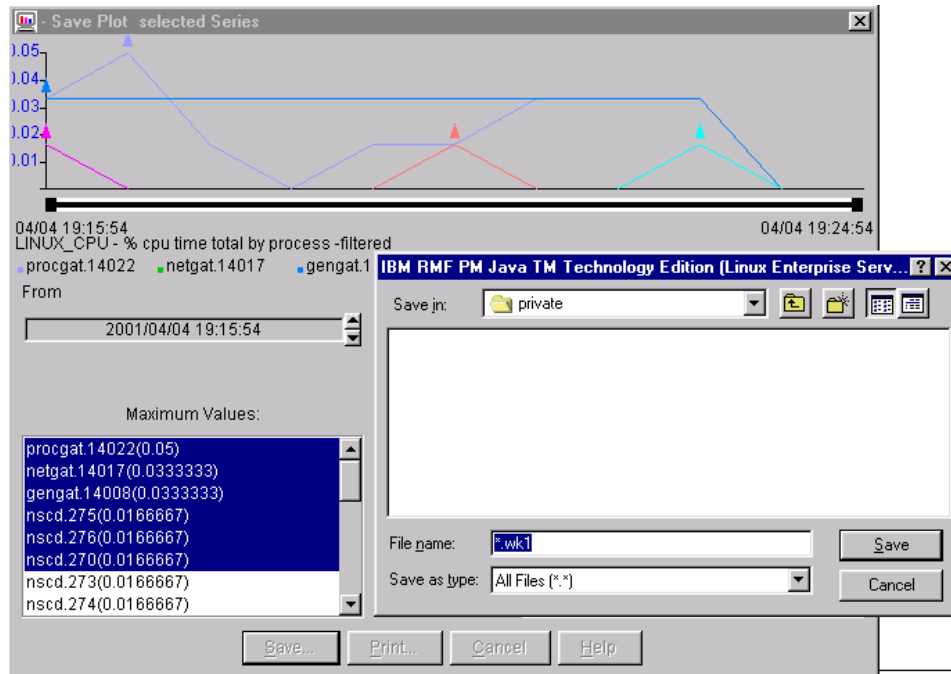 - Save Plot selected Series
0.05
0.04
0.03
0.02
0.01
04/04 19:15:54
04/04 19:24:54
LINUX_CPU - % cpu time total by process -filtered
procgat.14022 netgat.14017 gengat.1
From
2001/04/04 19:15:54
Maximum Values:
procgat.14022(0.05)
netgat.14017(0.0333333)
gengat.14008(0.0333333)
nscd.275(0.0166667)
nscd.276(0.0166667)
nscd.270(0.0166667)
nscd.273(0.0166667)
nscd.274(0.0166667)
Save... Print... Cancel Help
IBM RMF PM Java TM Technology Edition (Linux Enterprise Serv...
Save in: private
File name: *.wk1 Save
Save as type: All Files (*.*) Cancel